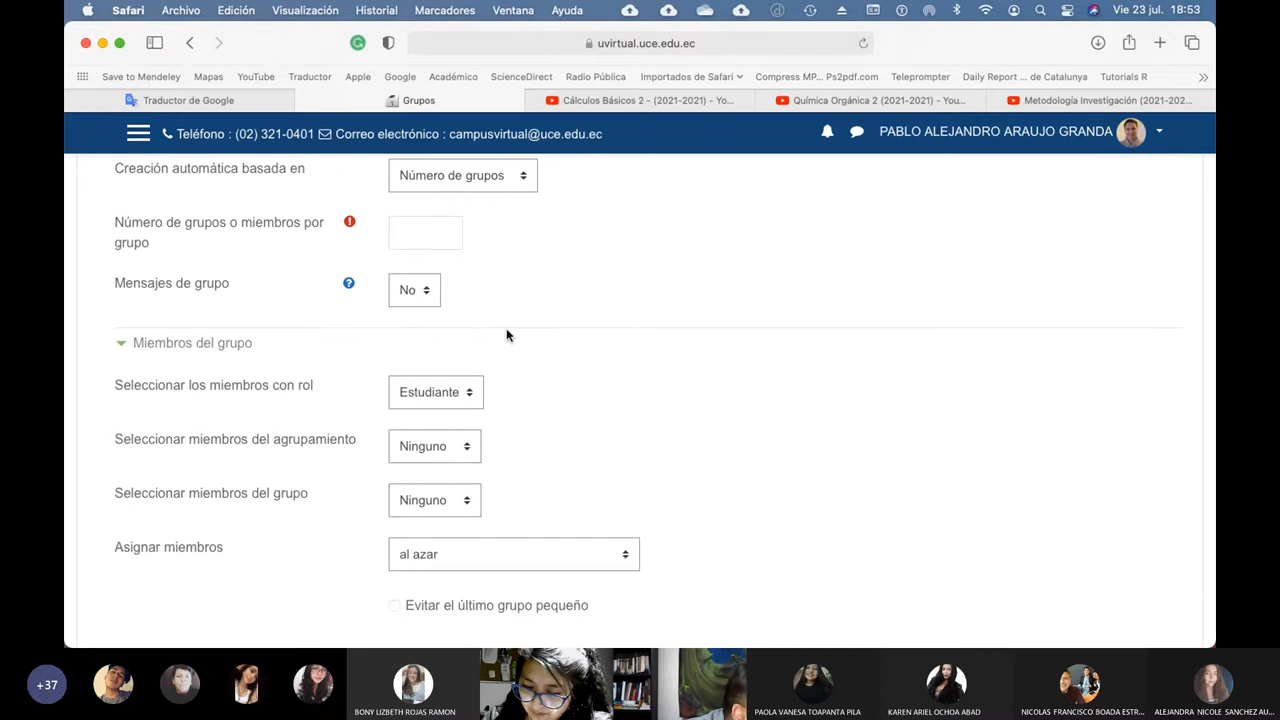 Safari Archivo Edición Visualización Historial Marcadores Ventana Ayuda Vie 23 jul. 18:53
uvirtual.uce.edu.ec
Save to Mendeley Mapas YouTube Traductor Apple Google Académico ScienceDirect Radio Pública Importados de Safari Compress MP... Ps2pdf.com Teleprompter Daily Report ... de Catalunya Tutorials R
Traductor de Google Grupos Cálculos Básicos 2 - (2021-2021) - Yo... Química Orgánica 2 (2021-2021) - You... Metodología Investigación (2021-202...
Teléfono : (02) 321-0401 Correo electrónico : campusvirtual@uce.edu.ec PABLO ALEJANDRO ARAUJO GRANDA
Creación automática basada en Número de grupos
Número de grupos o miembros por
grupo
Mensajes de grupo No
Miembros del grupo
Seleccionar los miembros con rol Estudiante
Seleccionar miembros del agrupamiento Ninguno
Seleccionar miembros del grupo Ninguno
Asignar miembros al azar
Evitar el último grupo pequeño
+37
BONY LIZBETH ROJAS RAMON PAOLA VANESA TOAPANTA PILA KAREN ARIEL OCHOA ABAD NICOLAS FRANCISCO BOADA ESTR... ALEJANDRA NICOLE SANCHEZ AU...